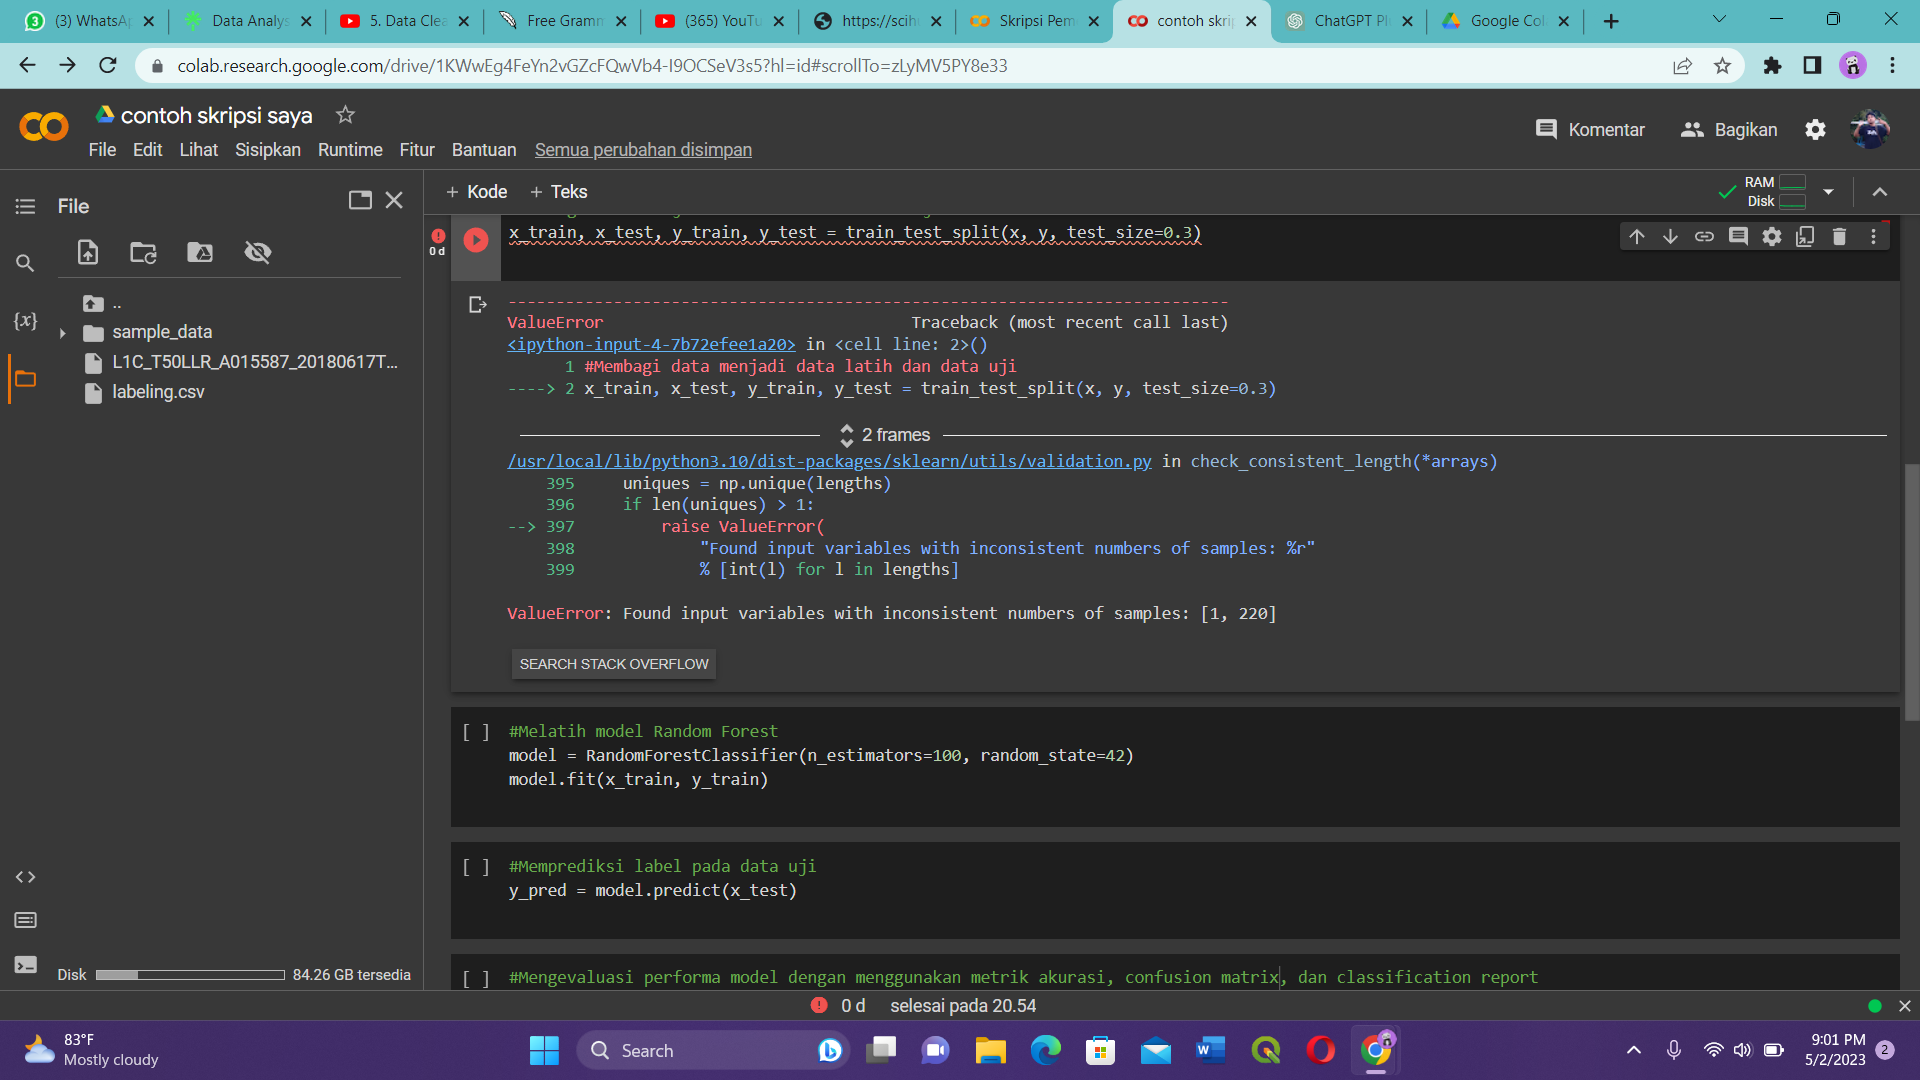 (3) WhatsAp
Data Analys
5. Data Clea
Free Gramm
(365) YouTu
https://scihu
Skripsi Pem
contoh skrip
ChatGPT Pl
Google Col
colab.research.google.com/drive/1KWwEg4FeYn2vGZcFQwVb4-I9OCSeV3s5?hl=id#scrollTo=zLyMV5PY8e33
contoh skripsi saya
Komentar
Bagikan
File Edit Lihat Sisipkan Runtime Fitur Bantuan Semua perubahan disimpan
File
+ Kode + Teks
RAM
Disk
..
sample_data
L1C_T50LLR_A015587_20180617T...
labeling.csv
{x}
0 d
x_train, x_test, y_train, y_test = train_test_split(x, y, test_size=0.3)
---------------------------------------------------------------------------
ValueError Traceback (most recent call last)
<ipython-input-4-7b72efee1a20> in <cell line: 2>()
1 #Membagi data menjadi data latih dan data uji
----> 2 x_train, x_test, y_train, y_test = train_test_split(x, y, test_size=0.3)
2 frames
/usr/local/lib/python3.10/dist-packages/sklearn/utils/validation.py in check_consistent_length(*arrays)
395 uniques = np.unique(lengths)
396 if len(uniques) > 1:
--> 397 raise ValueError(
398 "Found input variables with inconsistent numbers of samples: %r"
399 % [int(l) for l in lengths]
ValueError: Found input variables with inconsistent numbers of samples: [1, 220]
SEARCH STACK OVERFLOW
[ ] #Melatih model Random Forest
model = RandomForestClassifier(n_estimators=100, random_state=42)
model.fit(x_train, y_train)
[ ] #Memprediksi label pada data uji
y_pred = model.predict(x_test)
[ ] #Mengevaluasi performa model dengan menggunakan metrik akurasi, confusion matrix, dan classification report
Disk 84.26 GB tersedia
0 d selesai pada 20.54
83°F
Mostly cloudy
Search
9:01 PM
5/2/2023
2